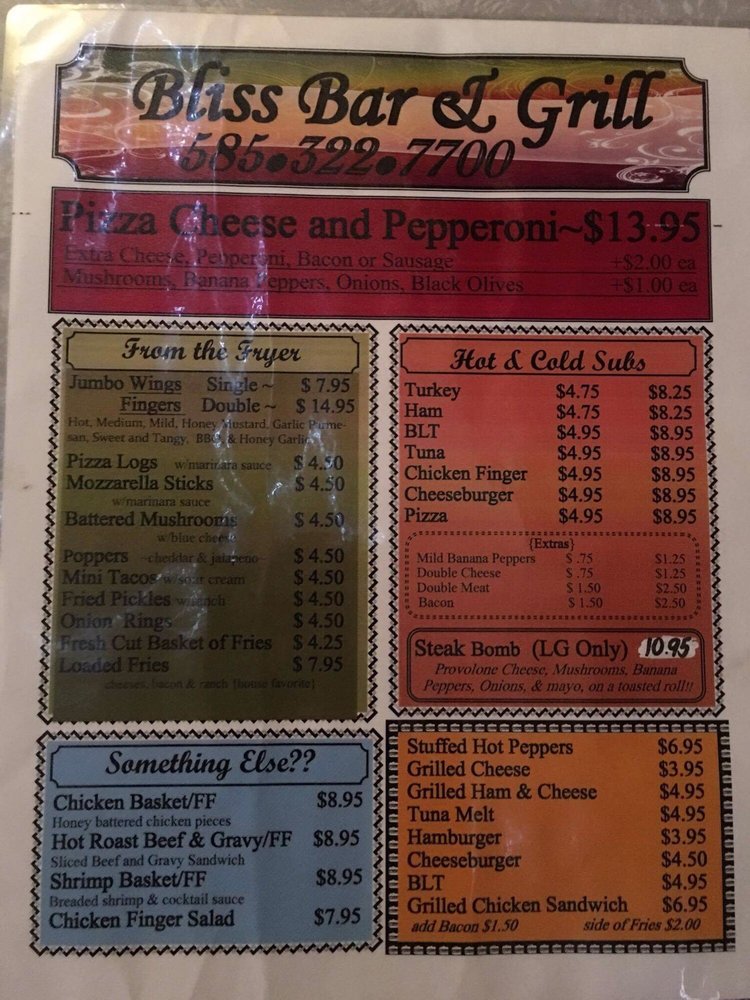 Bliss Bar & Grill
585•322•7700
Pizza Cheese and Pepperoni~$13.95
Extra Cheese, Pepperoni, Bacon or Sausage +$2.00 ea
Mushrooms, Banana Peppers, Onions, Black Olives +$1.00 ea
From the Fryer
Jumbo Wings Single~ $7.95
Fingers Double~ $14.95
Hot, Medium, Mild, Honey Mustard, Garlic Parme-
san, Sweet and Tangy, BBQ, & Honey Garlic
Pizza Logs w/marinara sauce $4.50
Mozzarella Sticks $4.50
w/marinara sauce
Battered Mushrooms $4.50
w/blue cheese
Poppers ~cheddar & jalapeno~ $4.50
Mini Tacos w/sour cream $4.50
Fried Pickles w/ranch $4.50
Onion Rings $4.50
Fresh Cut Basket of Fries $4.25
Loaded Fries $7.95
cheeses, bacon & ranch {house favorite}
Hot & Cold Subs
Turkey $4.75 $8.25
Ham $4.75 $8.25
BLT $4.95 $8.95
Tuna $4.95 $8.95
Chicken Finger $4.95 $8.95
Cheeseburger $4.95 $8.95
Pizza $4.95 $8.95
{Extras}
Mild Banana Peppers $.75 $1.25
Double Cheese $.75 $1.25
Double Meat $1.50 $2.50
Bacon $1.50 $2.50
Steak Bomb (LG Only) 10.95
Provolone Cheese, Mushrooms, Banana
Peppers, Onions, & mayo, on a toasted roll!!
Something Else??
Chicken Basket/FF $8.95
Honey battered chicken pieces
Hot Roast Beef & Gravy/FF $8.95
Sliced Beef and Gravy Sandwich
Shrimp Basket/FF $8.95
Breaded shrimp & cocktail sauce
Chicken Finger Salad $7.95
Stuffed Hot Peppers $6.95
Grilled Cheese $3.95
Grilled Ham & Cheese $4.95
Tuna Melt $4.95
Hamburger $3.95
Cheeseburger $4.50
BLT $4.95
Grilled Chicken Sandwich $6.95
add Bacon $1.50 side of Fries $2.00